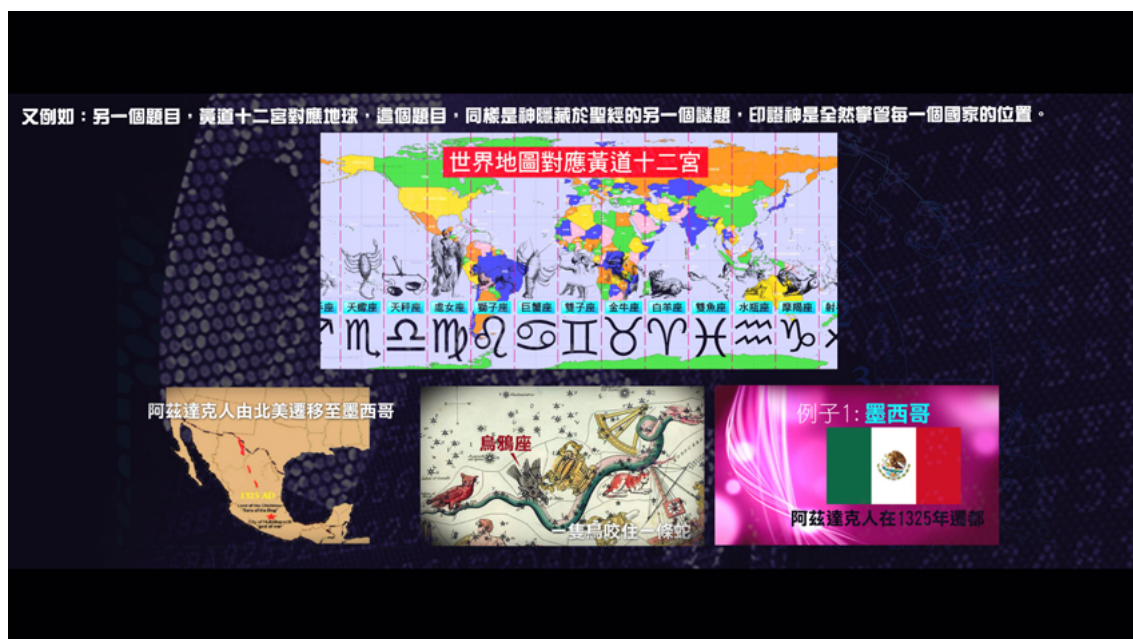 又例如：另一個題目，黃道十二宮對應地球，這個題目，同樣是神隱藏於聖經的另一個謎題，印證神是全然掌管每一個國家的位置。
世界地圖對應黃道十二宮
座 天蠍座 天秤座 處女座 獅子座 巨蟹座 雙子座 金牛座 白羊座 雙魚座 水瓶座 摩羯座 射
♏ ♎ ♍ ♌ ♋ ♊ ♉ ♈ ♓ ♒ ♑
阿茲達克人由北美遷移至墨西哥
1325 AD
烏鴉座
一隻鳥咬住一條蛇
例子1：墨西哥
阿茲達克人在1325年遷都